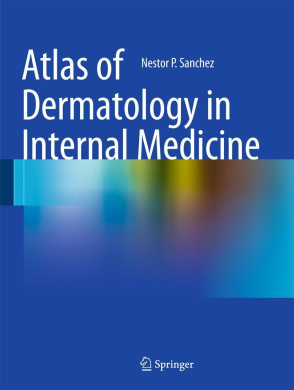 Atlas of
Nestor P. Sanchez
Dermatology in
Internal Medicine
Springer